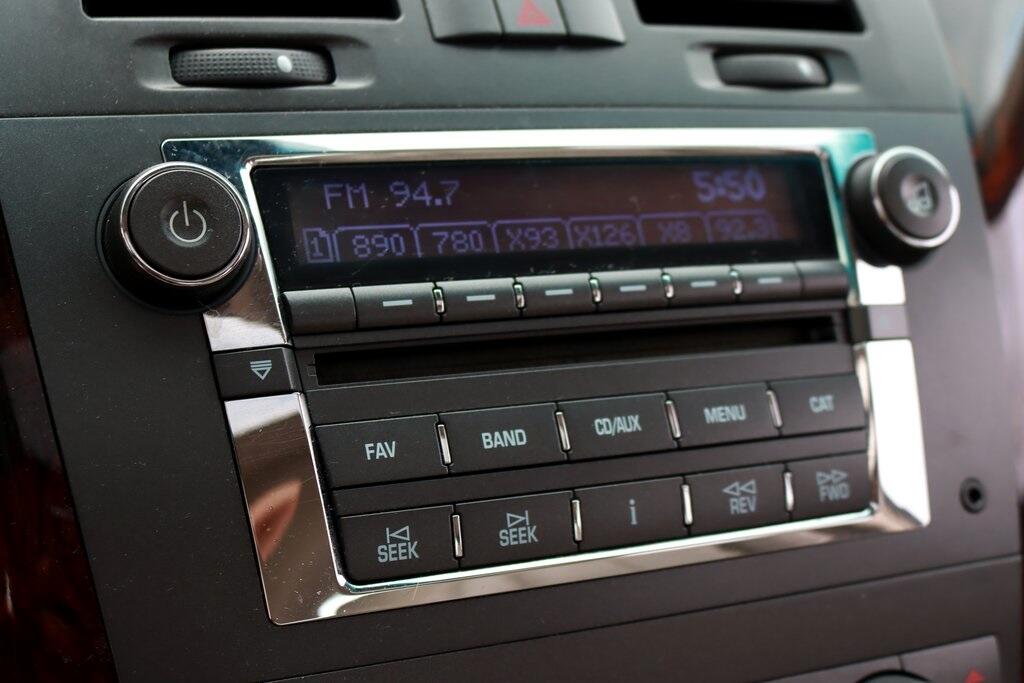 FM 94.7 5:50
1 890 780 X93 X126 X8 92.3
FAV BAND CD/AUX MENU CAT
SEEK SEEK i REV FWD